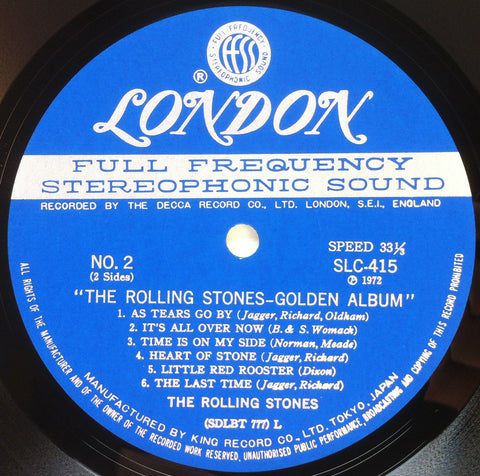 FULL FREQUENCY
FFSS
STEREOPHONIC SOUND
®
LONDON
FULL FREQUENCY
STEREOPHONIC SOUND
RECORDED BY THE DECCA RECORD CO., LTD. LONDON, S.E.I., ENGLAND
NO. 2
(2 Sides)
SPEED 33⅓
SLC-415
Ⓟ 1972
"THE ROLLING STONES–GOLDEN ALBUM"
1. AS TEARS GO BY (Jagger, Richard, Oldham)
2. IT'S ALL OVER NOW (B. & S. Womach)
3. TIME IS ON MY SIDE (Norman, Meade)
4. HEART OF STONE (Jagger, Richard)
5. LITTLE RED ROOSTER (Dixon)
6. THE LAST TIME (Jagger, Richard)
THE ROLLING STONES
(SDLBT 777) L
MANUFACTURED BY KING RECORD CO., LTD. TOKYO, JAPAN
ALL RIGHTS OF THE MANUFACTURER AND OF THE OWNER OF THE RECORDED WORK RESERVED, UNAUTHORISED PUBLIC PERFORMANCE, BROADCASTING AND COPYING OF THIS RECORD PROHIBITED